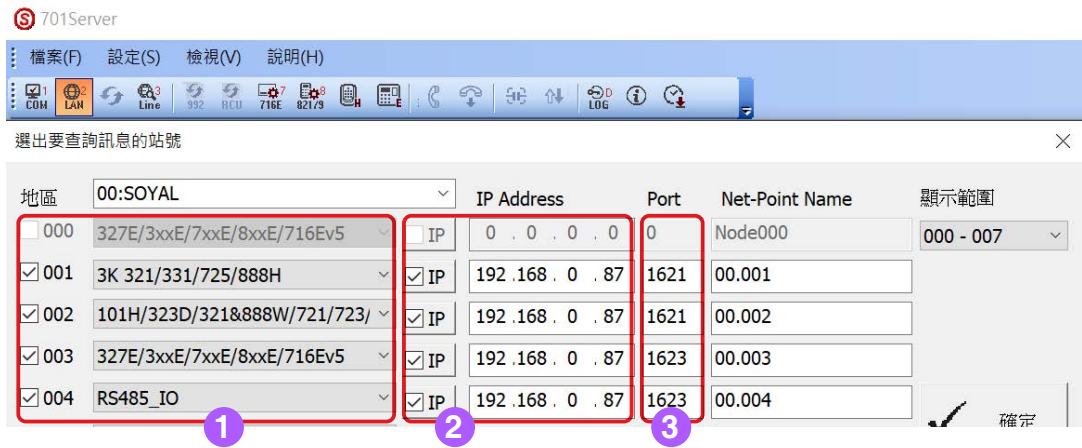 701Server
檔案(F) 設定(S) 檢視(V) 說明(H)
1 COM 2 LAN 3 Line 992 RCU 7 716E 8 821/9 H E D LOG
選出要查詢訊息的站號
地區 00:SOYAL IP Address Port Net-Point Name 顯示範圍
000 327E/3xxE/7xxE/8xxE/716Ev5 IP 0 . 0 . 0 . 0 0 Node000 000 - 007
001 3K 321/331/725/888H IP 192 .168 . 0 . 87 1621 00.001
002 101H/323D/321&888W/721/723/ IP 192 .168 . 0 . 87 1621 00.002
003 327E/3xxE/7xxE/8xxE/716Ev5 IP 192 .168 . 0 . 87 1623 00.003
004 RS485_IO IP 192 .168 . 0 . 87 1623 00.004
確定
1 2 3